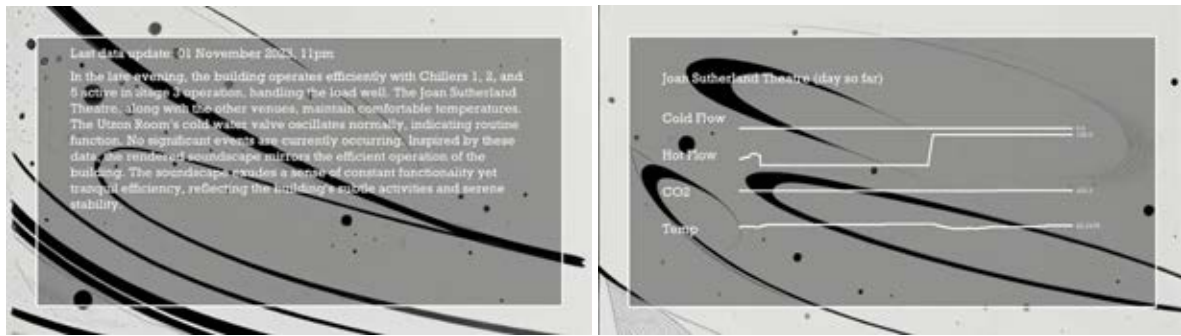 Last data update: 01 November 2023, 11pm
In the late evening, the building operates efficiently with Chillers 1, 2, and
5 active in Stage 3 operation, handling the load well. The Joan Sutherland
Theatre, along with the other venues, maintain comfortable temperatures.
The Utzon Room's cold water valve oscillates normally, indicating routine
function. No significant events are currently occurring. Inspired by these
data, the rendered soundscape mirrors the efficient operation of the
building. The soundscape exudes a sense of constant functionality yet
tranquil efficiency, reflecting the building's subtle activities and serene
stability.
Joan Sutherland Theatre (day so far)
Cold Flow
Hot Flow
CO2
Temp